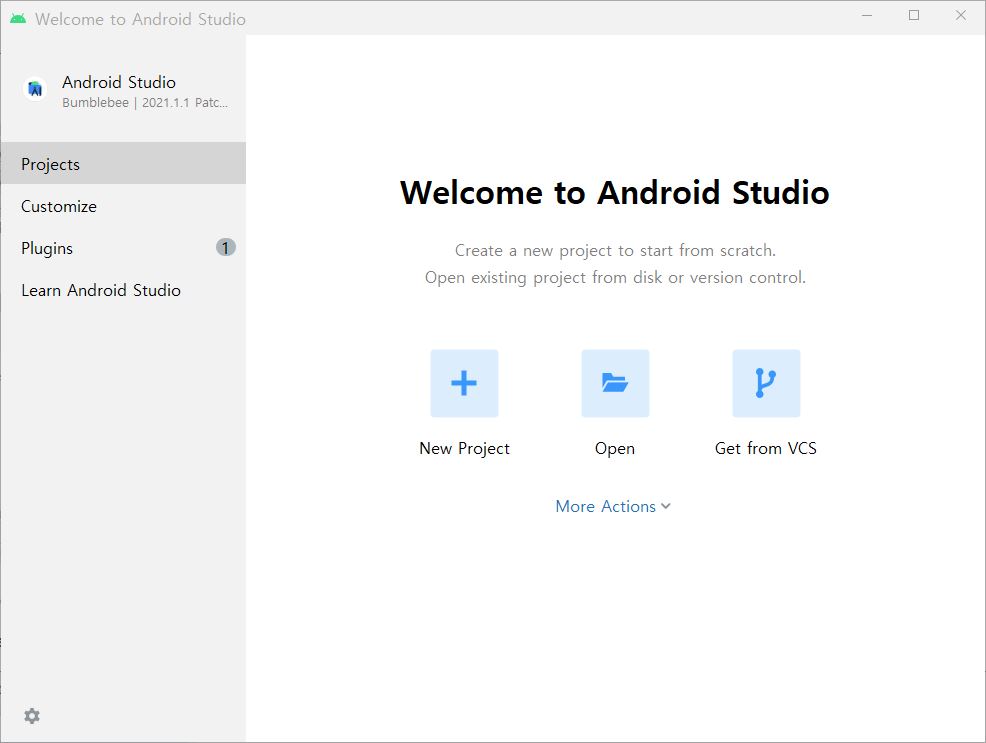 Welcome to Android Studio
Android Studio
Bumblebee | 2021.1.1 Patc...
Projects
Customize
Plugins 1
Learn Android Studio
Welcome to Android Studio
Create a new project to start from scratch.
Open existing project from disk or version control.
New Project Open Get from VCS
More Actions